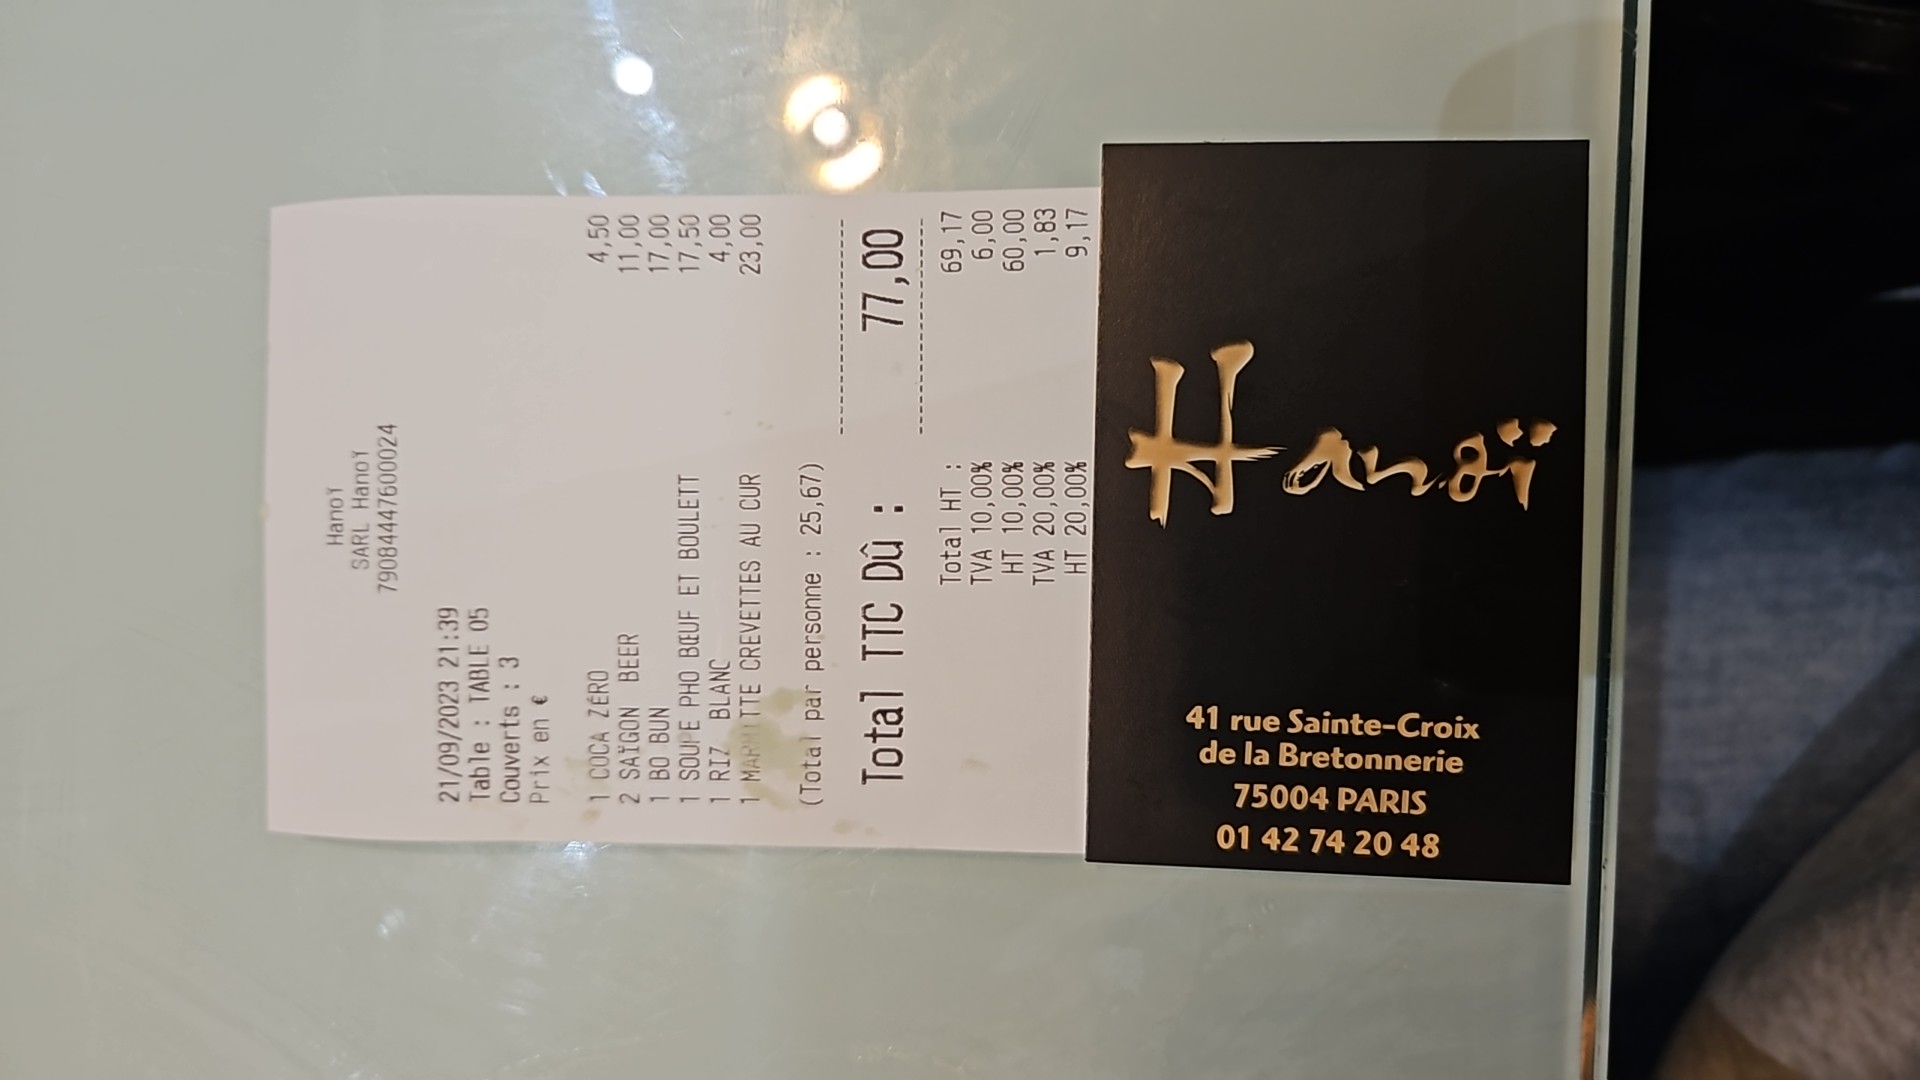 Hanoï
SARL Hanoï
79084447600024
21/09/2023 21:39
Table : TABLE 05
Couverts : 3
Prix en €
1 COCA ZÉRO 4,50
2 SAÏGON BEER 11,00
1 BO BUN 17,00
1 SOUPE PHO BŒUF ET BOULETT 17,50
1 RIZ BLANC 4,00
1 MARMITTE CREVETTES AU CUR 23,00
(Total par personne : 25,67)
Total TTC Dû : 77,00
Total HT : 69,17
TVA 10,00% 6,00
HT 10,00% 60,00
TVA 20,00% 1,83
HT 20,00% 9,17
Hanoï
41 rue Sainte-Croix
de la Bretonnerie
75004 PARIS
01 42 74 20 48